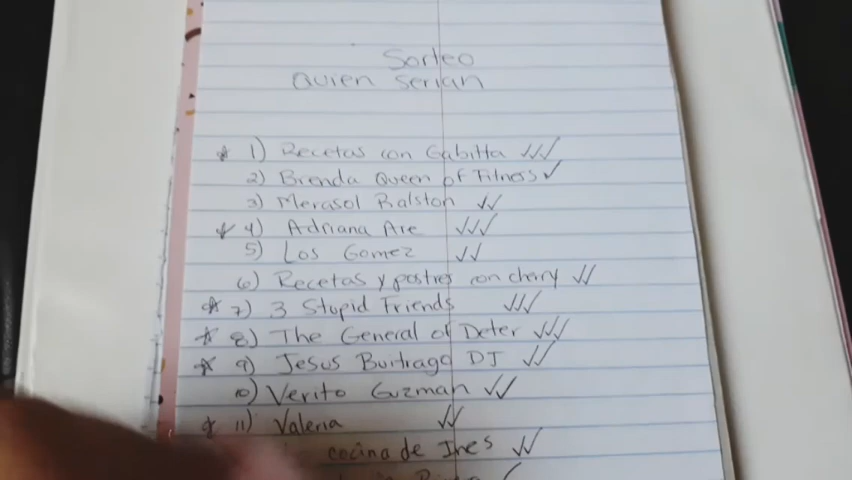 Sorteo
Quien serian
1) Recetas con Gabitta
2) Brenda Queen of Fitness
3) Merasol Ralston
4) Adriana Are
5) Los Gomez
6) Recetas y postres con cherry
7) 3 Stupid Friends
8) The General of Deter
9) Jesus Buitrago DJ
10) Verito Guzman
11) Valeria
cocina de Ines